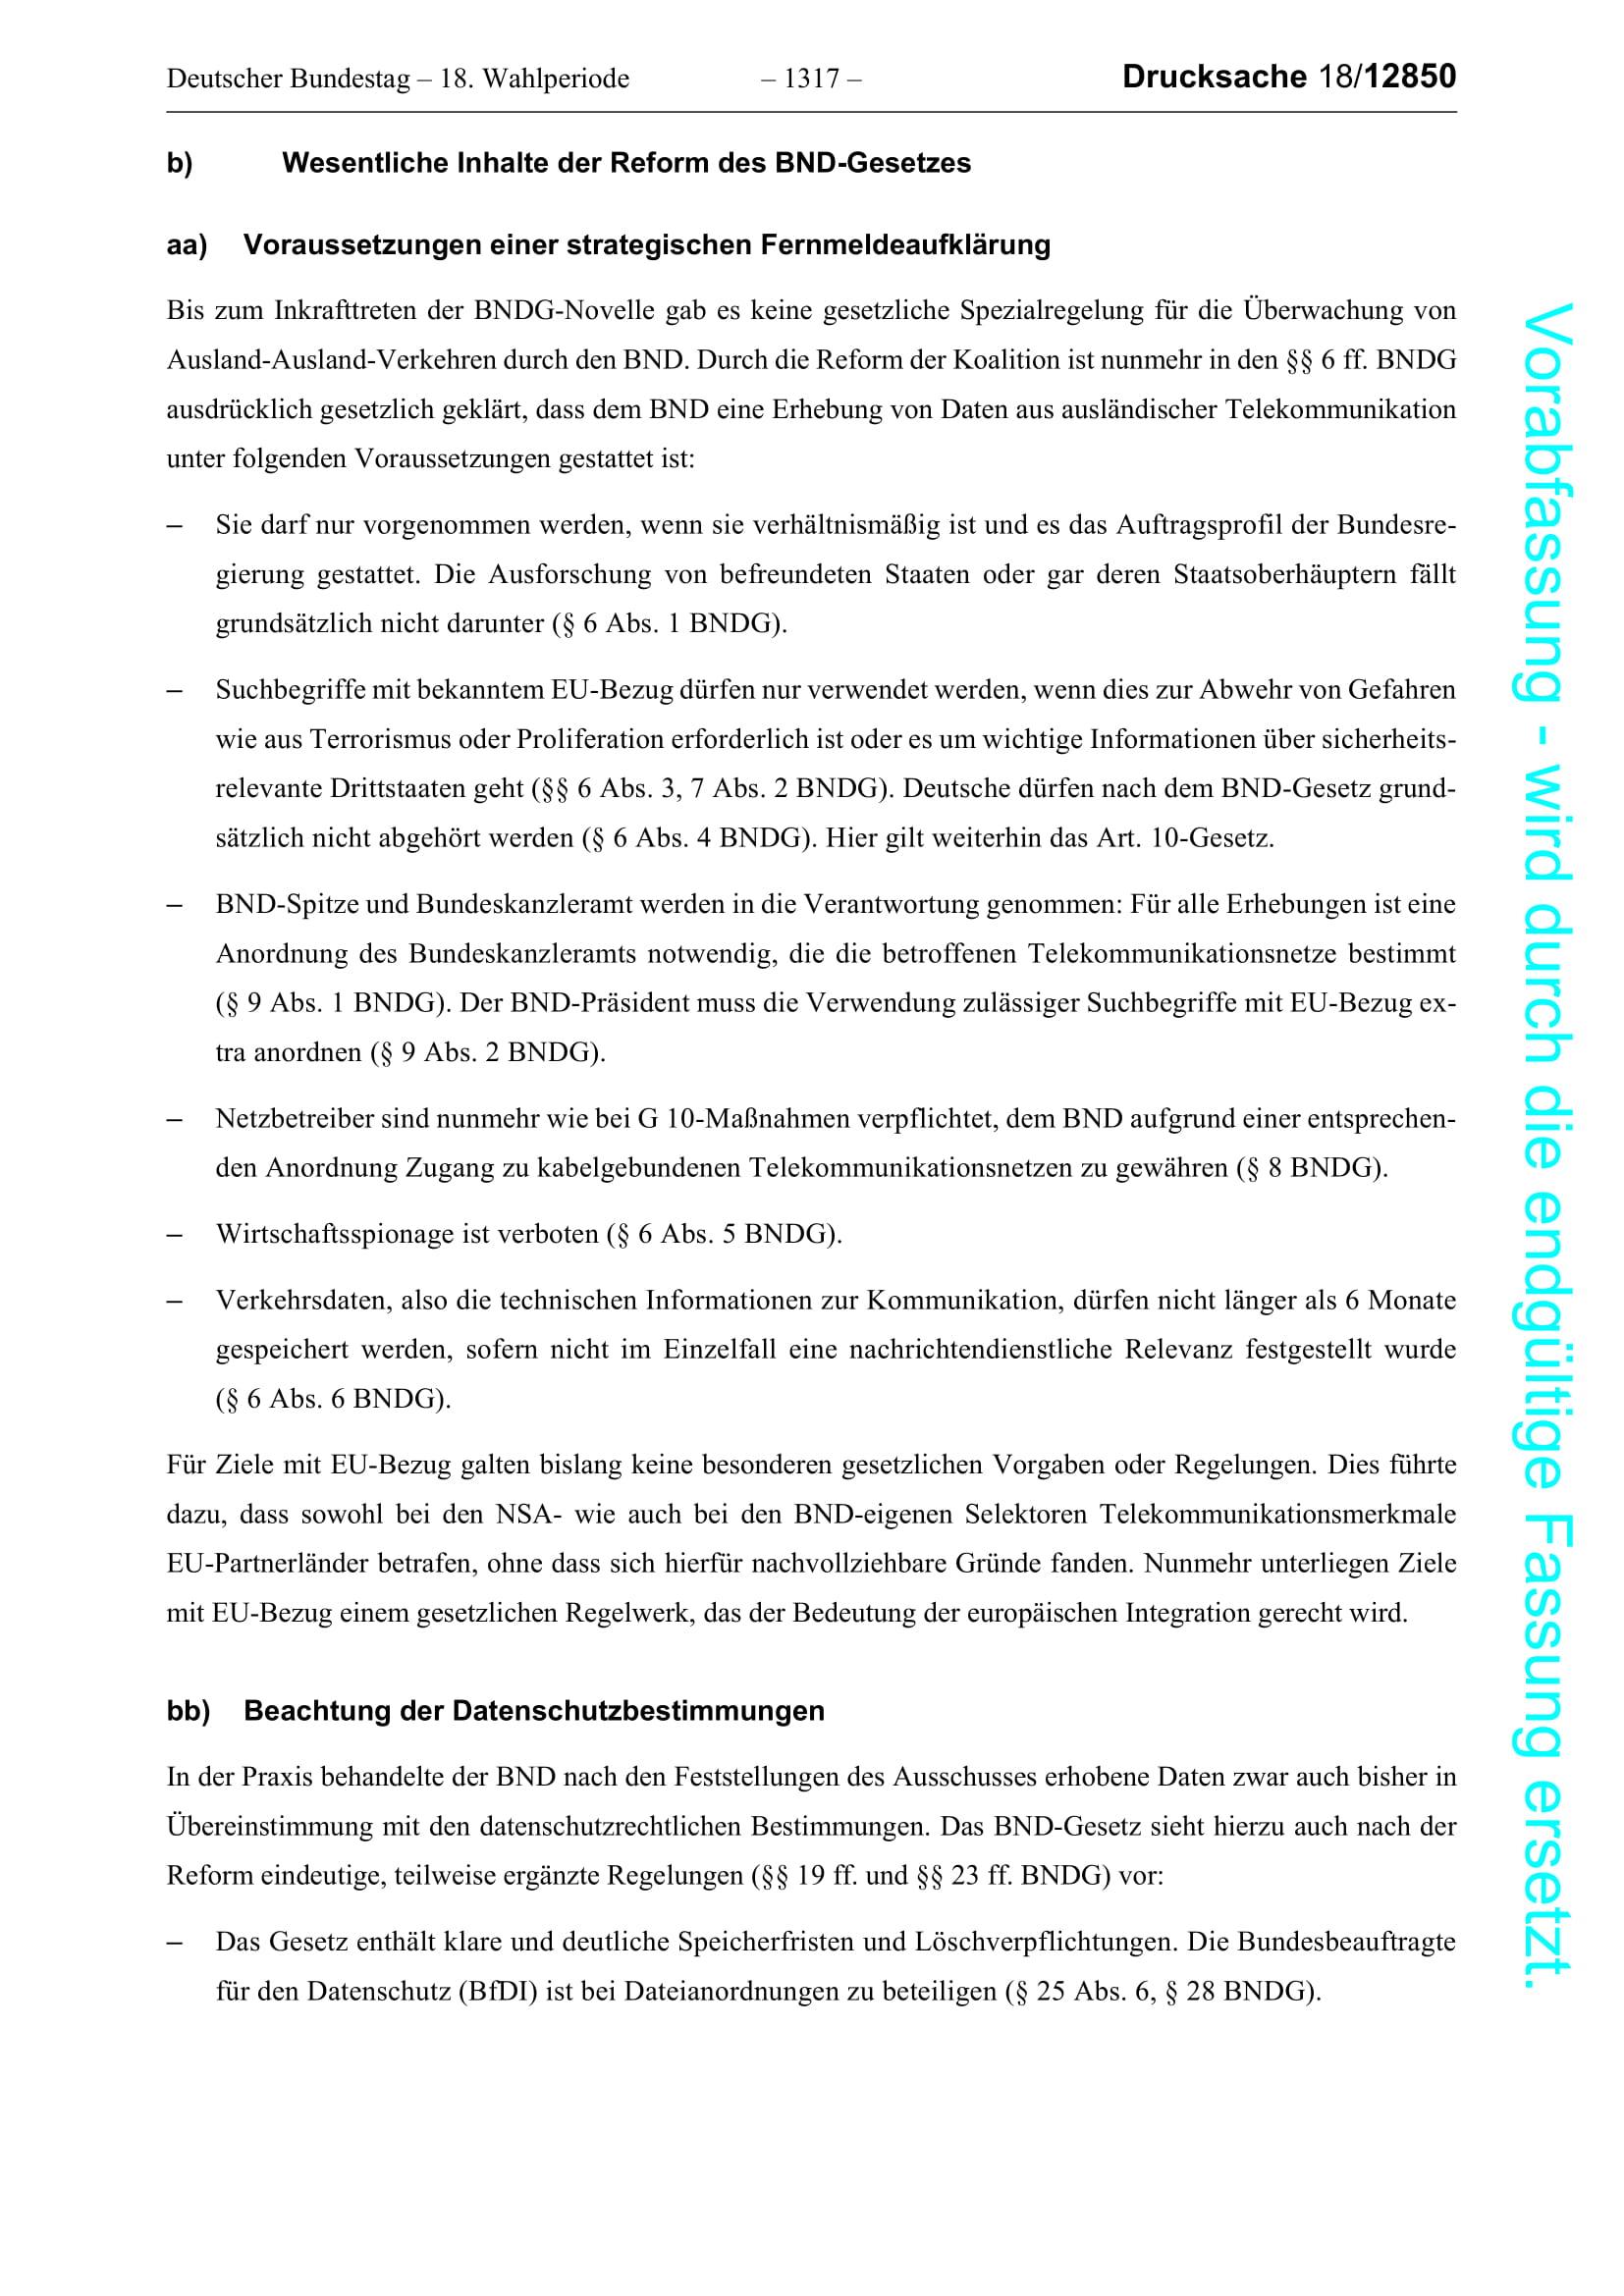 Deutscher Bundestag – 18. Wahlperiode – 1317 – Drucksache 18/12850
b) Wesentliche Inhalte der Reform des BND-Gesetzes
aa) Voraussetzungen einer strategischen Fernmeldeaufklärung
Bis zum Inkrafttreten der BNDG-Novelle gab es keine gesetzliche Spezialregelung für die Überwachung von
Ausland-Ausland-Verkehren durch den BND. Durch die Reform der Koalition ist nunmehr in den §§ 6 ff. BNDG
ausdrücklich gesetzlich geklärt, dass dem BND eine Erhebung von Daten aus ausländischer Telekommunikation
unter folgenden Voraussetzungen gestattet ist:
– Sie darf nur vorgenommen werden, wenn sie verhältnismäßig ist und es das Auftragsprofil der Bundesre-
gierung gestattet. Die Ausforschung von befreundeten Staaten oder gar deren Staatsoberhäuptern fällt
grundsätzlich nicht darunter (§ 6 Abs. 1 BNDG).
– Suchbegriffe mit bekanntem EU-Bezug dürfen nur verwendet werden, wenn dies zur Abwehr von Gefahren
wie aus Terrorismus oder Proliferation erforderlich ist oder es um wichtige Informationen über sicherheits-
relevante Drittstaaten geht (§§ 6 Abs. 3, 7 Abs. 2 BNDG). Deutsche dürfen nach dem BND-Gesetz grund-
sätzlich nicht abgehört werden (§ 6 Abs. 4 BNDG). Hier gilt weiterhin das Art. 10-Gesetz.
– BND-Spitze und Bundeskanzleramt werden in die Verantwortung genommen: Für alle Erhebungen ist eine
Anordnung des Bundeskanzleramts notwendig, die die betroffenen Telekommunikationsnetze bestimmt
(§ 9 Abs. 1 BNDG). Der BND-Präsident muss die Verwendung zulässiger Suchbegriffe mit EU-Bezug ex-
tra anordnen (§ 9 Abs. 2 BNDG).
– Netzbetreiber sind nunmehr wie bei G 10-Maßnahmen verpflichtet, dem BND aufgrund einer entsprechen-
den Anordnung Zugang zu kabelgebundenen Telekommunikationsnetzen zu gewähren (§ 8 BNDG).
– Wirtschaftsspionage ist verboten (§ 6 Abs. 5 BNDG).
– Verkehrsdaten, also die technischen Informationen zur Kommunikation, dürfen nicht länger als 6 Monate
gespeichert werden, sofern nicht im Einzelfall eine nachrichtendienstliche Relevanz festgestellt wurde
(§ 6 Abs. 6 BNDG).
Für Ziele mit EU-Bezug galten bislang keine besonderen gesetzlichen Vorgaben oder Regelungen. Dies führte
dazu, dass sowohl bei den NSA- wie auch bei den BND-eigenen Selektoren Telekommunikationsmerkmale
EU-Partnerländer betrafen, ohne dass sich hierfür nachvollziehbare Gründe fanden. Nunmehr unterliegen Ziele
mit EU-Bezug einem gesetzlichen Regelwerk, das der Bedeutung der europäischen Integration gerecht wird.
bb) Beachtung der Datenschutzbestimmungen
In der Praxis behandelte der BND nach den Feststellungen des Ausschusses erhobene Daten zwar auch bisher in
Übereinstimmung mit den datenschutzrechtlichen Bestimmungen. Das BND-Gesetz sieht hierzu auch nach der
Reform eindeutige, teilweise ergänzte Regelungen (§§ 19 ff. und §§ 23 ff. BNDG) vor:
– Das Gesetz enthält klare und deutliche Speicherfristen und Löschverpflichtungen. Die Bundesbeauftragte
für den Datenschutz (BfDI) ist bei Dateianordnungen zu beteiligen (§ 25 Abs. 6, § 28 BNDG).
Vorabfassung - wird durch die endgültige Fassung ersetzt.